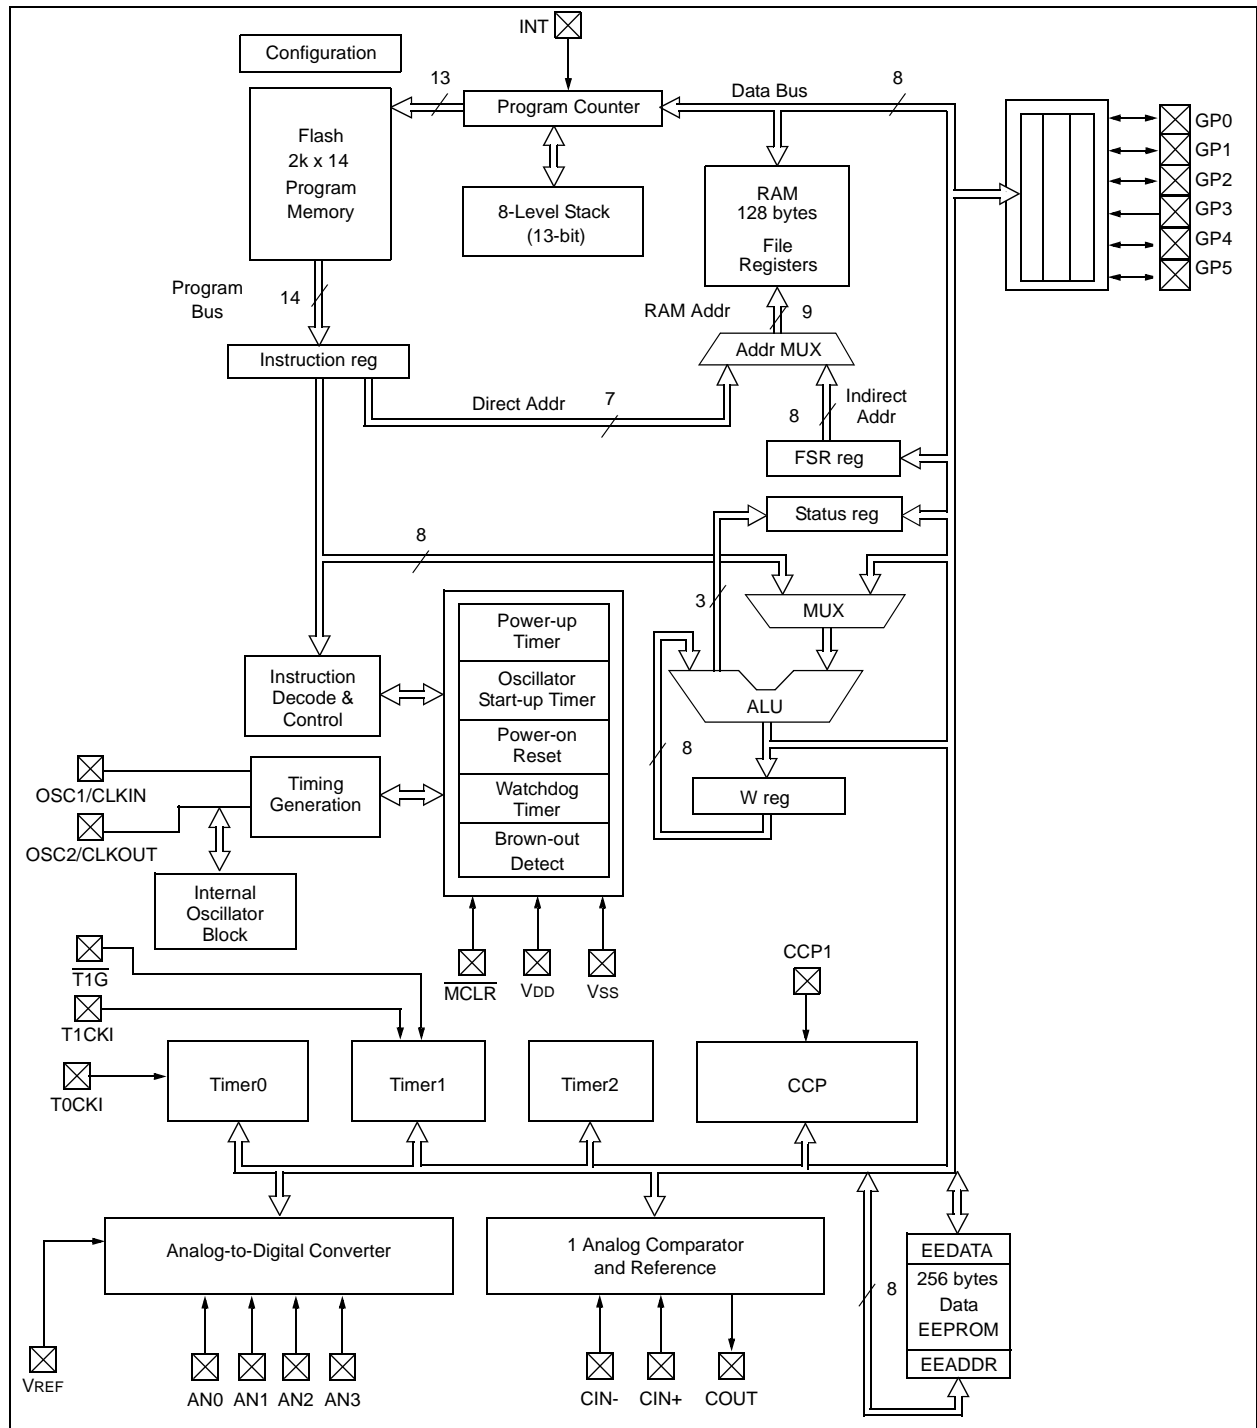 INT
Configuration
13
8
Data Bus
Program Counter
Flash
2k x 14
Program
Memory
8-Level Stack
(13-bit)
RAM
128 bytes
File
Registers
GP0
GP1
GP2
GP3
GP4
GP5
Program
Bus
14
RAM Addr
9
Addr MUX
Instruction reg
Direct Addr
7
8
Indirect
Addr
FSR reg
Status reg
8
3
MUX
Power-up
Timer
Oscillator
Start-up Timer
Power-on
Reset
Watchdog
Timer
Brown-out
Detect
Instruction
Decode &
Control
ALU
8
W reg
OSC1/CLKIN
Timing
Generation
OSC2/CLKOUT
Internal
Oscillator
Block
T1G
MCLR
VDD
VSS
CCP1
T1CKI
T0CKI
Timer0
Timer1
Timer2
CCP
Analog-to-Digital Converter
1 Analog Comparator
and Reference
EEDATA
256 bytes
Data
EEPROM
EEADDR
8
VREF
AN0
AN1
AN2
AN3
CIN-
CIN+
COUT